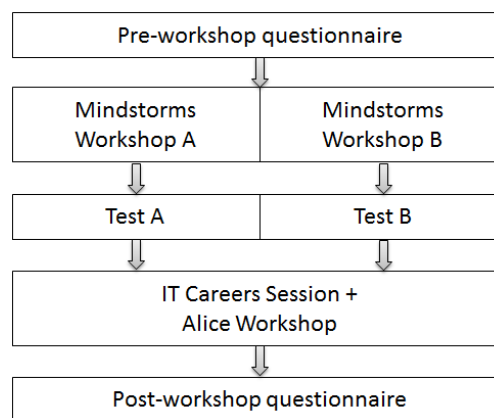 Pre-workshop questionnaire
Mindstorms
Workshop A
Mindstorms
Workshop B
Test A
Test B
IT Careers Session +
Alice Workshop
Post-workshop questionnaire